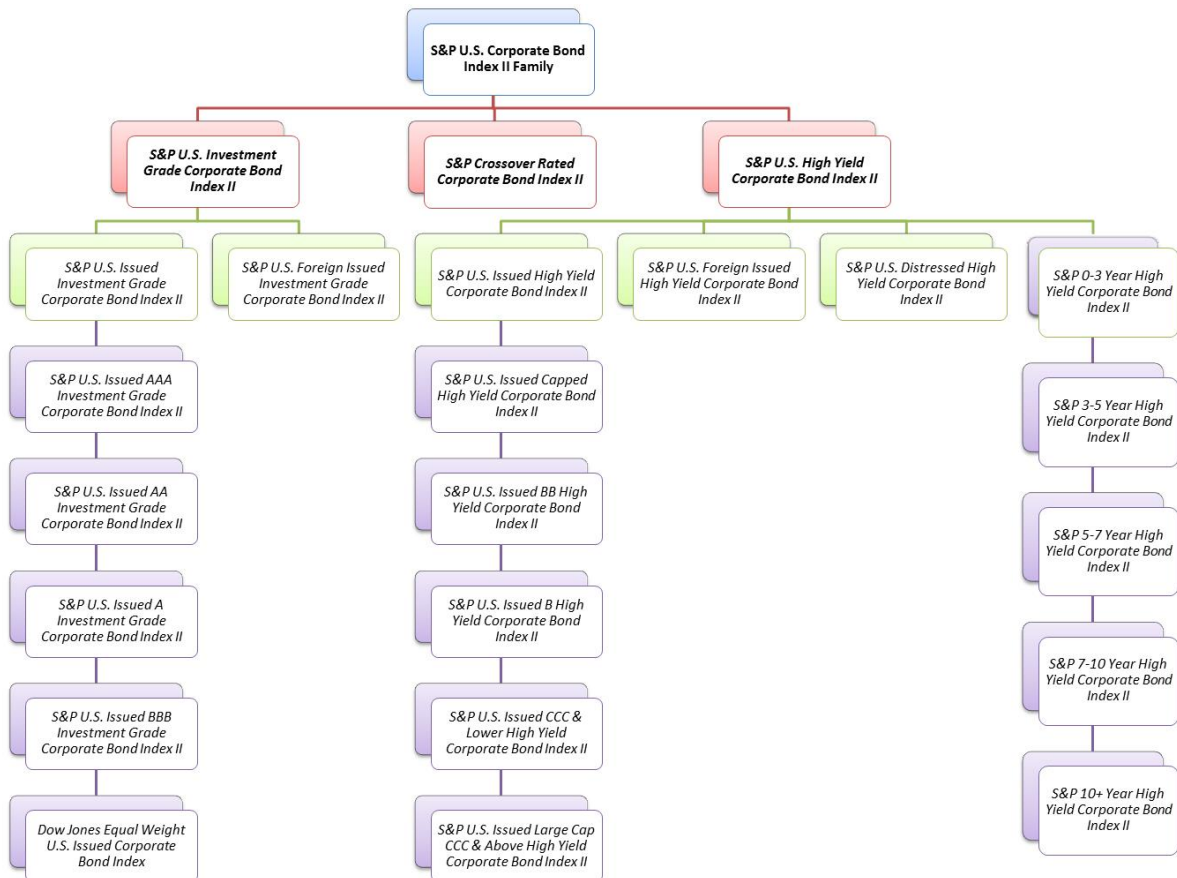 S&P U.S. Corporate Bond
Index II Family
S&P U.S. Investment
Grade Corporate Bond
Index II
S&P Crossover Rated
Corporate Bond Index II
S&P U.S. High Yield
Corporate Bond Index II
S&P U.S. Issued
Investment Grade
Corporate Bond Index II
S&P U.S. Foreign Issued
Investment Grade
Corporate Bond Index II
S&P U.S. Issued High Yield
Corporate Bond Index II
S&P U.S. Foreign Issued
High Yield Corporate Bond
Index II
S&P U.S. Distressed High
Yield Corporate Bond
Index II
S&P 0-3 Year High
Yield Corporate Bond
Index II
S&P U.S. Issued AAA
Investment Grade
Corporate Bond Index II
S&P U.S. Issued Capped
High Yield Corporate Bond
Index II
S&P 3-5 Year High
Yield Corporate Bond
Index II
S&P U.S. Issued AA
Investment Grade
Corporate Bond Index II
S&P U.S. Issued BB High
Yield Corporate Bond
Index II
S&P 5-7 Year High
Yield Corporate Bond
Index II
S&P U.S. Issued A
Investment Grade
Corporate Bond Index II
S&P U.S. Issued B High
Yield Corporate Bond
Index II
S&P 7-10 Year High
Yield Corporate Bond
Index II
S&P U.S. Issued BBB
Investment Grade
Corporate Bond Index II
S&P U.S. Issued CCC &
Lower High Yield
Corporate Bond Index II
S&P 10+ Year High
Yield Corporate Bond
Index II
Dow Jones Equal Weight
U.S. Issued Corporate
Bond Index
S&P U.S. Issued Large Cap
CCC & Above High Yield
Corporate Bond Index II